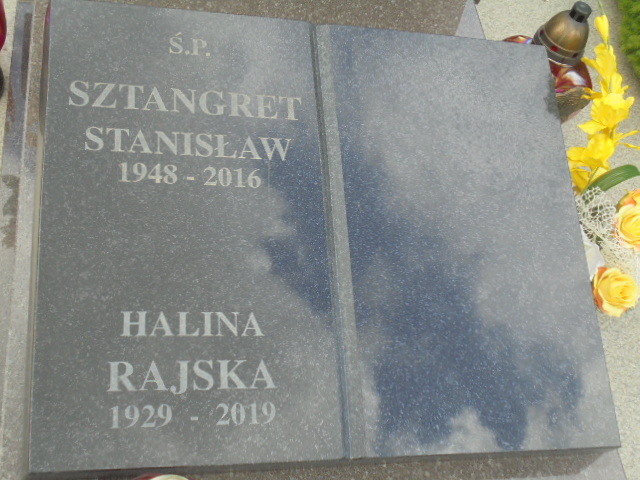 Ś.P.
SZTANGRET
STANISŁAW
1948 - 2016
HALINA
RAJSKA
1929 - 2019